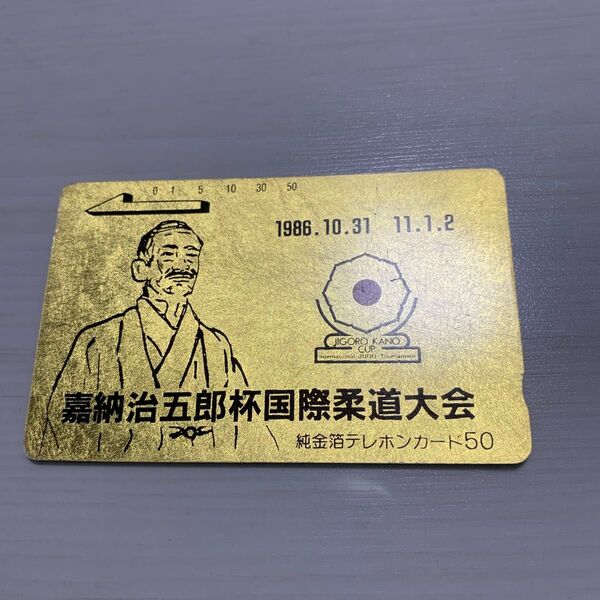 0 1 5 10 30 50
1986.10.31 11.1.2
JIGORO KANO
CUP
International JUDO Tournament
嘉納治五郎杯国際柔道大会
純金箔テレホンカード50